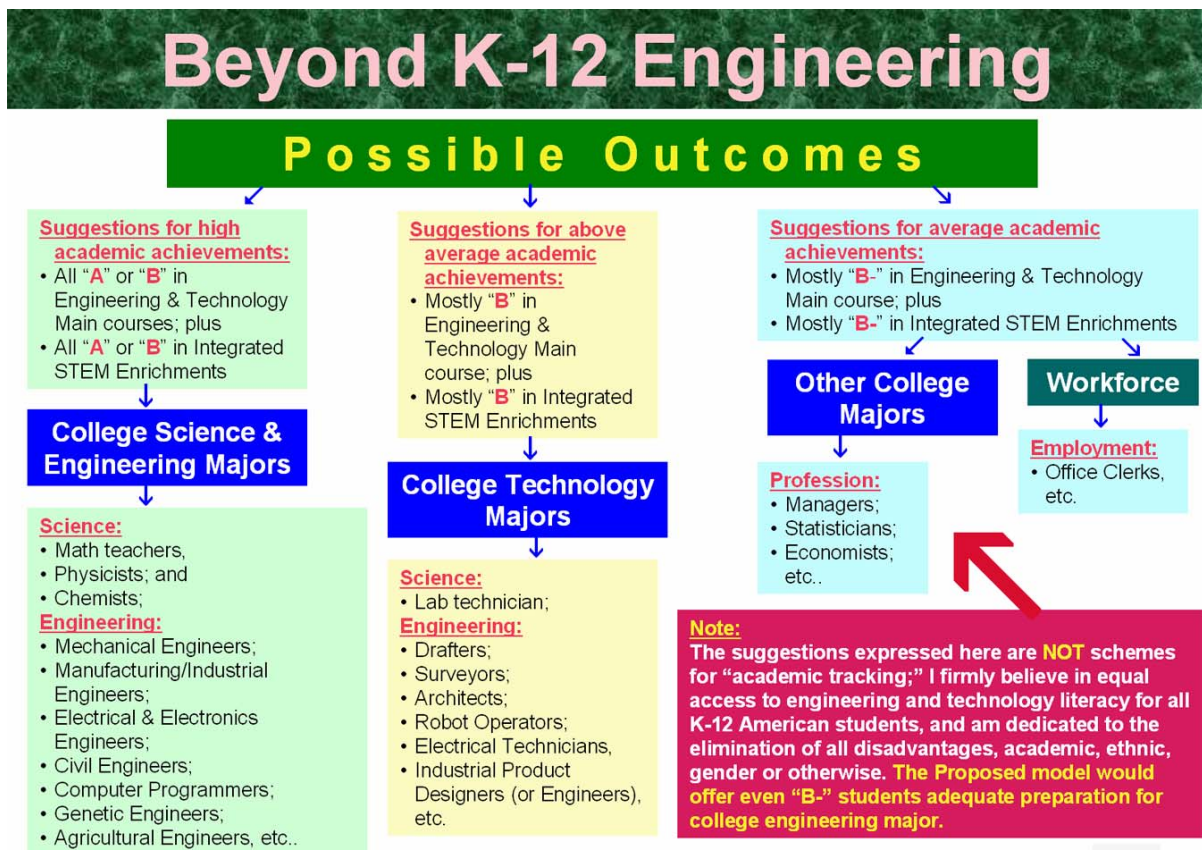 Beyond K-12 Engineering
Possible Outcomes
Suggestions for high
academic achievements:
• All “A” or “B” in
Engineering & Technology
Main courses; plus
• All “A” or “B” in Integrated
STEM Enrichments
College Science &
Engineering Majors
Science:
• Math teachers,
• Physicists; and
• Chemists;
Engineering:
• Mechanical Engineers;
• Manufacturing/Industrial
Engineers;
• Electrical & Electronics
Engineers;
• Civil Engineers;
• Computer Programmers;
• Genetic Engineers;
• Agricultural Engineers, etc..
Suggestions for above
average academic
achievements:
• Mostly “B” in
Engineering &
Technology Main
course; plus
• Mostly “B” in Integrated
STEM Enrichments
College Technology
Majors
Science:
• Lab technician;
Engineering:
• Drafters;
• Surveyors;
• Architects;
• Robot Operators;
• Electrical Technicians,
• Industrial Product
Designers (or Engineers),
etc.
Suggestions for average academic
achievements:
• Mostly “B-” in Engineering & Technology
Main course; plus
• Mostly “B-” in Integrated STEM Enrichments
Other College
Majors
Profession:
• Managers;
• Statisticians;
• Economists;
etc..
Workforce
Employment:
• Office Clerks,
etc.
Note:
The suggestions expressed here are NOT schemes
for “academic tracking;” I firmly believe in equal
access to engineering and technology literacy for all
K-12 American students, and am dedicated to the
elimination of all disadvantages, academic, ethnic,
gender or otherwise. The Proposed model would
offer even “B-” students adequate preparation for
college engineering major.